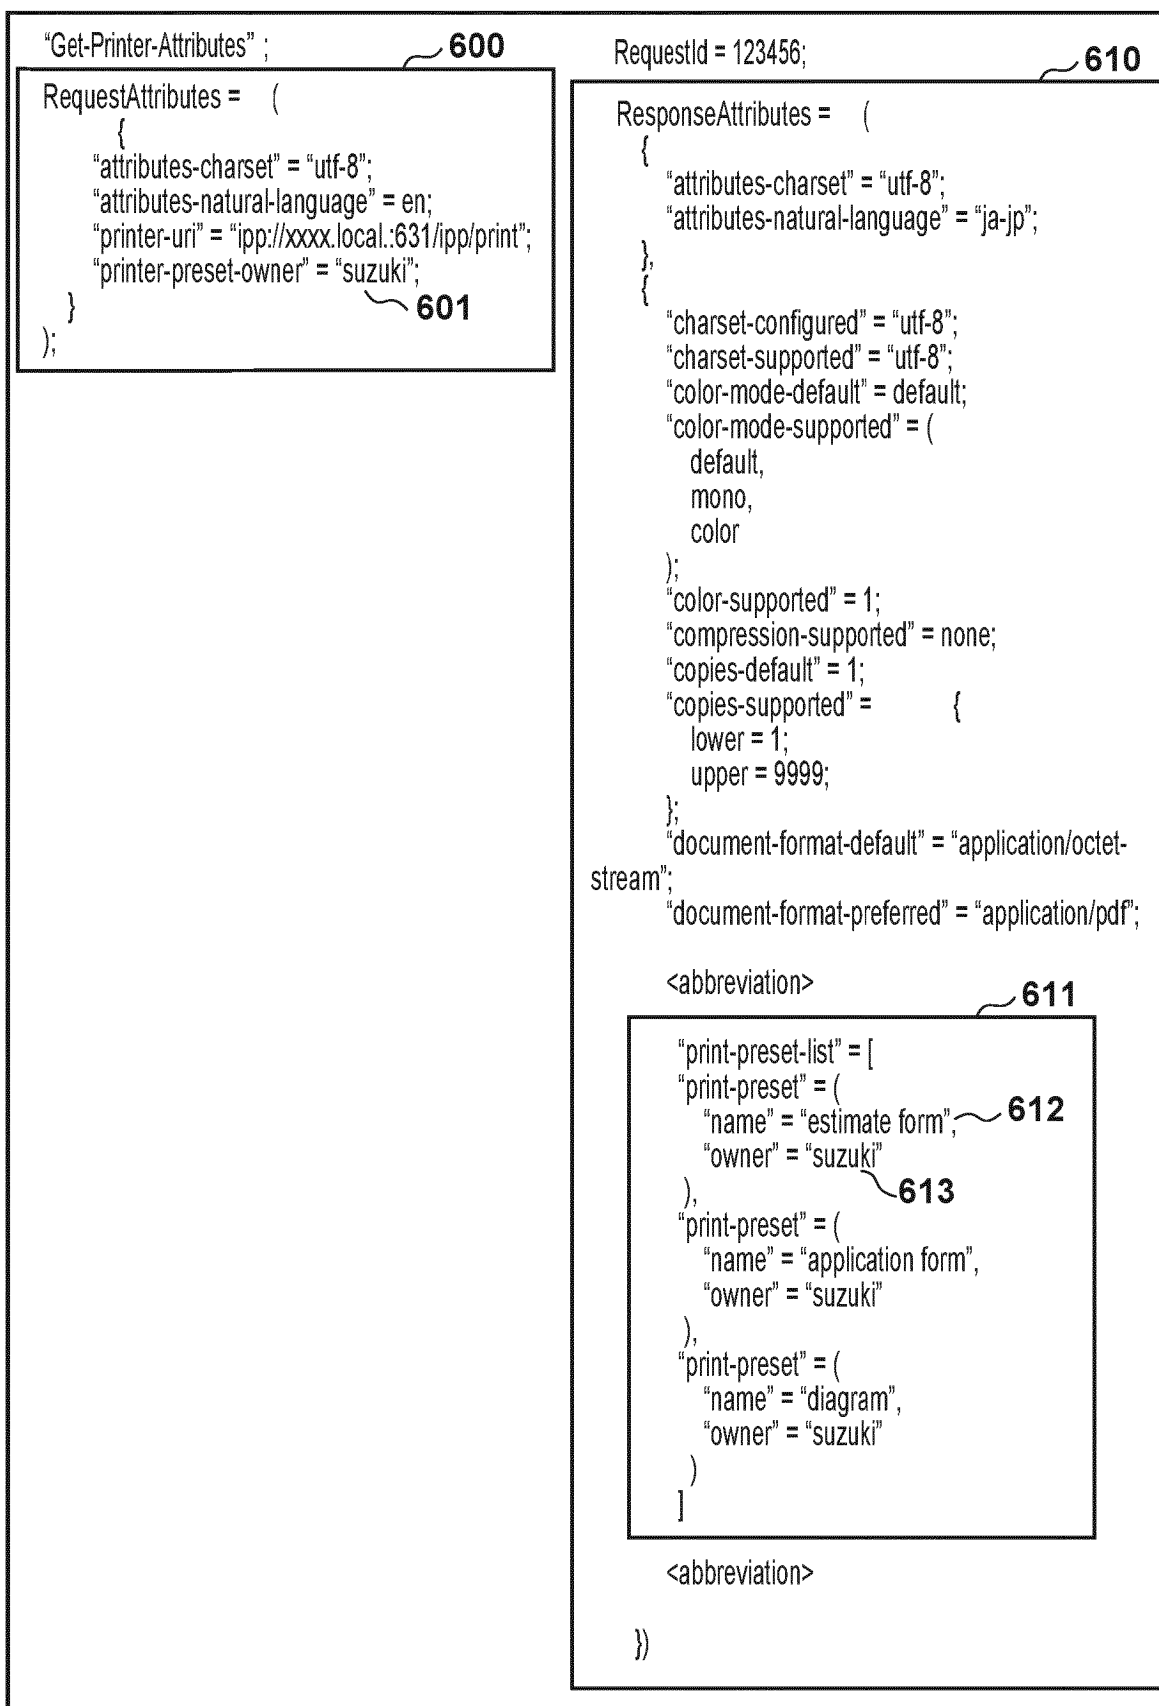 “Get-Printer-Attributes” ;
600
RequestAttributes = (
{
“attributes-charset” = “utf-8”;
“attributes-natural-language” = en;
“printer-uri” = “ipp://xxxx.local.:631/ipp/print”;
“printer-preset-owner” = “suzuki”;
601
}
);
RequestId = 123456;
610
ResponseAttributes = (
{
“attributes-charset” = “utf-8”;
“attributes-natural-language” = “ja-jp”;
},
{
“charset-configured” = “utf-8”;
“charset-supported” = “utf-8”;
“color-mode-default” = default;
“color-mode-supported” = (
default,
mono,
color
);
“color-supported” = 1;
“compression-supported” = none;
“copies-default” = 1;
“copies-supported” = {
lower = 1;
upper = 9999;
};
“document-format-default” = “application/octet-
stream”;
“document-format-preferred” = “application/pdf”;
<abbreviation>
611
“print-preset-list” = [
“print-preset” = (
“name” = “estimate form”, 612
“owner” = “suzuki”
613
),
“print-preset” = (
“name” = “application form”,
“owner” = “suzuki”
),
“print-preset” = (
“name” = “diagram”,
“owner” = “suzuki”
)
]
<abbreviation>
})